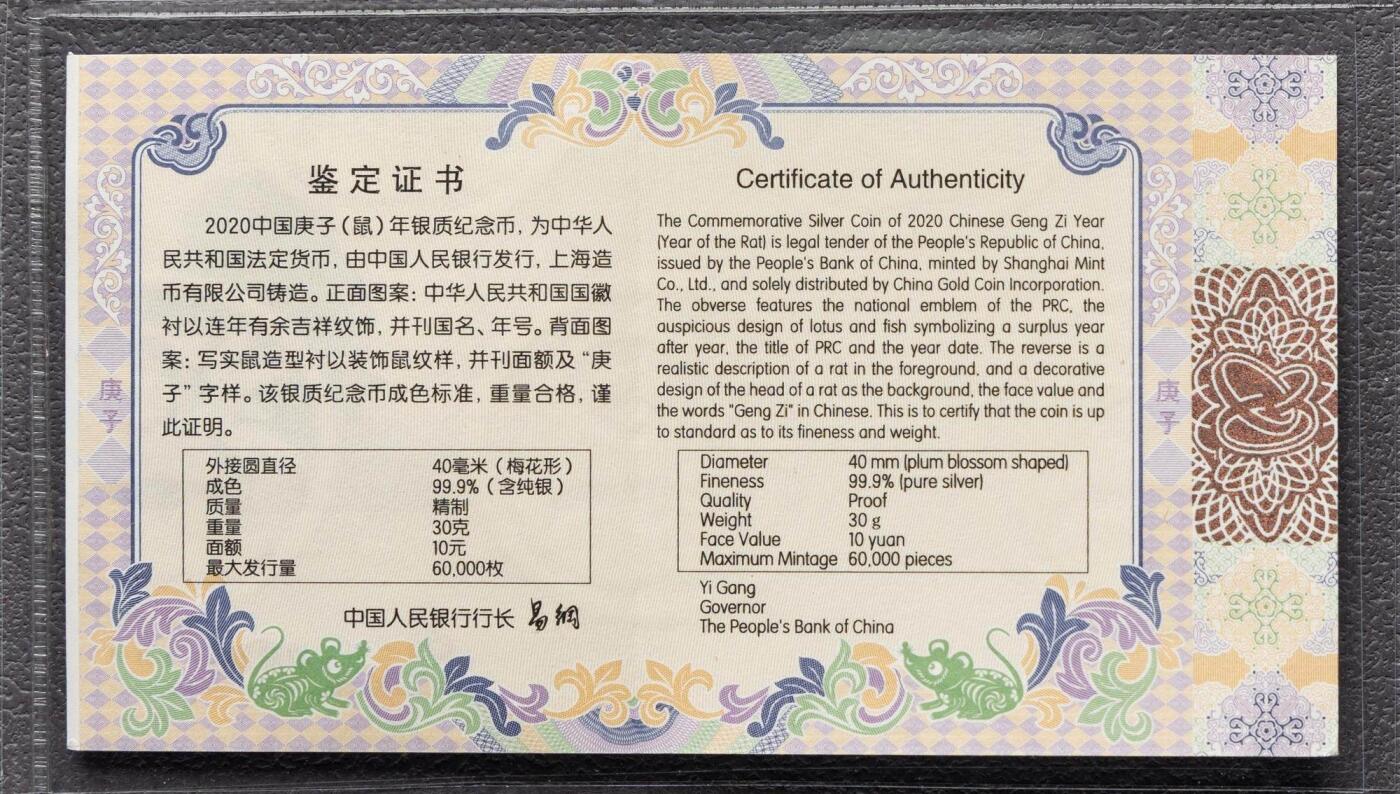 鉴定证书
2020中国庚子（鼠）年银质纪念币，为中华人
民共和国法定货币，由中国人民银行发行，上海造
币有限公司铸造。正面图案：中华人民共和国国徽
衬以连年有余吉祥纹饰，并刊国名、年号。背面图
案：写实鼠造型衬以装饰鼠纹样，并刊面额及“庚
子”字样。该银质纪念币成色标准，重量合格，谨
此证明。
外接圆直径 40毫米（梅花形）
成色 99.9%（含纯银）
质量 精制
重量 30克
面额 10元
最大发行量 60,000枚
中国人民银行行长 易纲
Certificate of Authenticity
The Commemorative Silver Coin of 2020 Chinese Geng Zi Year
(Year of the Rat) is legal tender of the People's Republic of China,
issued by the People's Bank of China, minted by Shanghai Mint
Co., Ltd., and solely distributed by China Gold Coin Incorporation.
The obverse features the national emblem of the PRC, the
auspicious design of lotus and fish symbolizing a surplus year
after year, the title of PRC and the year date. The reverse is a
realistic description of a rat in the foreground, and a decorative
design of the head of a rat as the background, the face value and
the words "Geng Zi" in Chinese. This is to certify that the coin is up
to standard as to its fineness and weight.
Diameter 40 mm (plum blossom shaped)
Fineness 99.9% (pure silver)
Quality Proof
Weight 30 g
Face Value 10 yuan
Maximum Mintage 60,000 pieces
Yi Gang
Governor
The People's Bank of China
庚子
庚子